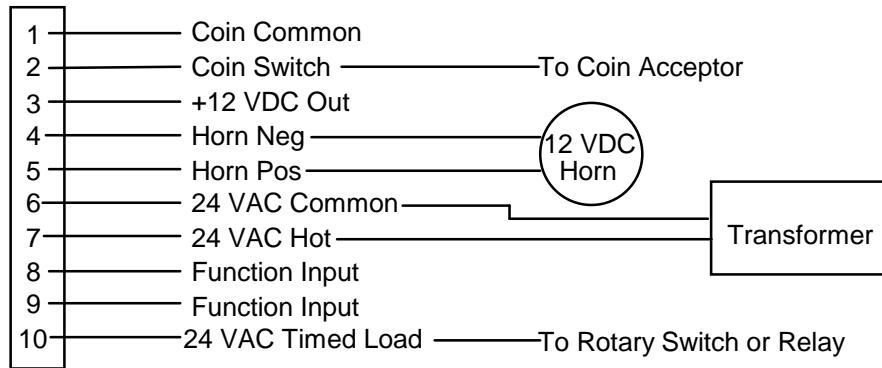 1 Coin Common
2 Coin Switch To Coin Acceptor
3 +12 VDC Out
4 Horn Neg 12 VDC
5 Horn Pos Horn
6 24 VAC Common
7 24 VAC Hot Transformer
8 Function Input
9 Function Input
10 24 VAC Timed Load To Rotary Switch or Relay